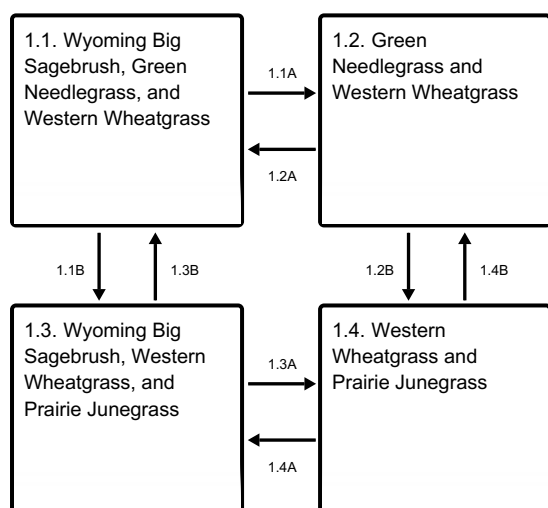 1.1. Wyoming Big
Sagebrush, Green
Needlegrass, and
Western Wheatgrass
1.1A
1.2A
1.2. Green
Needlegrass and
Western Wheatgrass
1.1B
1.3B
1.2B
1.4B
1.3. Wyoming Big
Sagebrush, Western
Wheatgrass, and
Prairie Junegrass
1.3A
1.4A
1.4. Western
Wheatgrass and
Prairie Junegrass